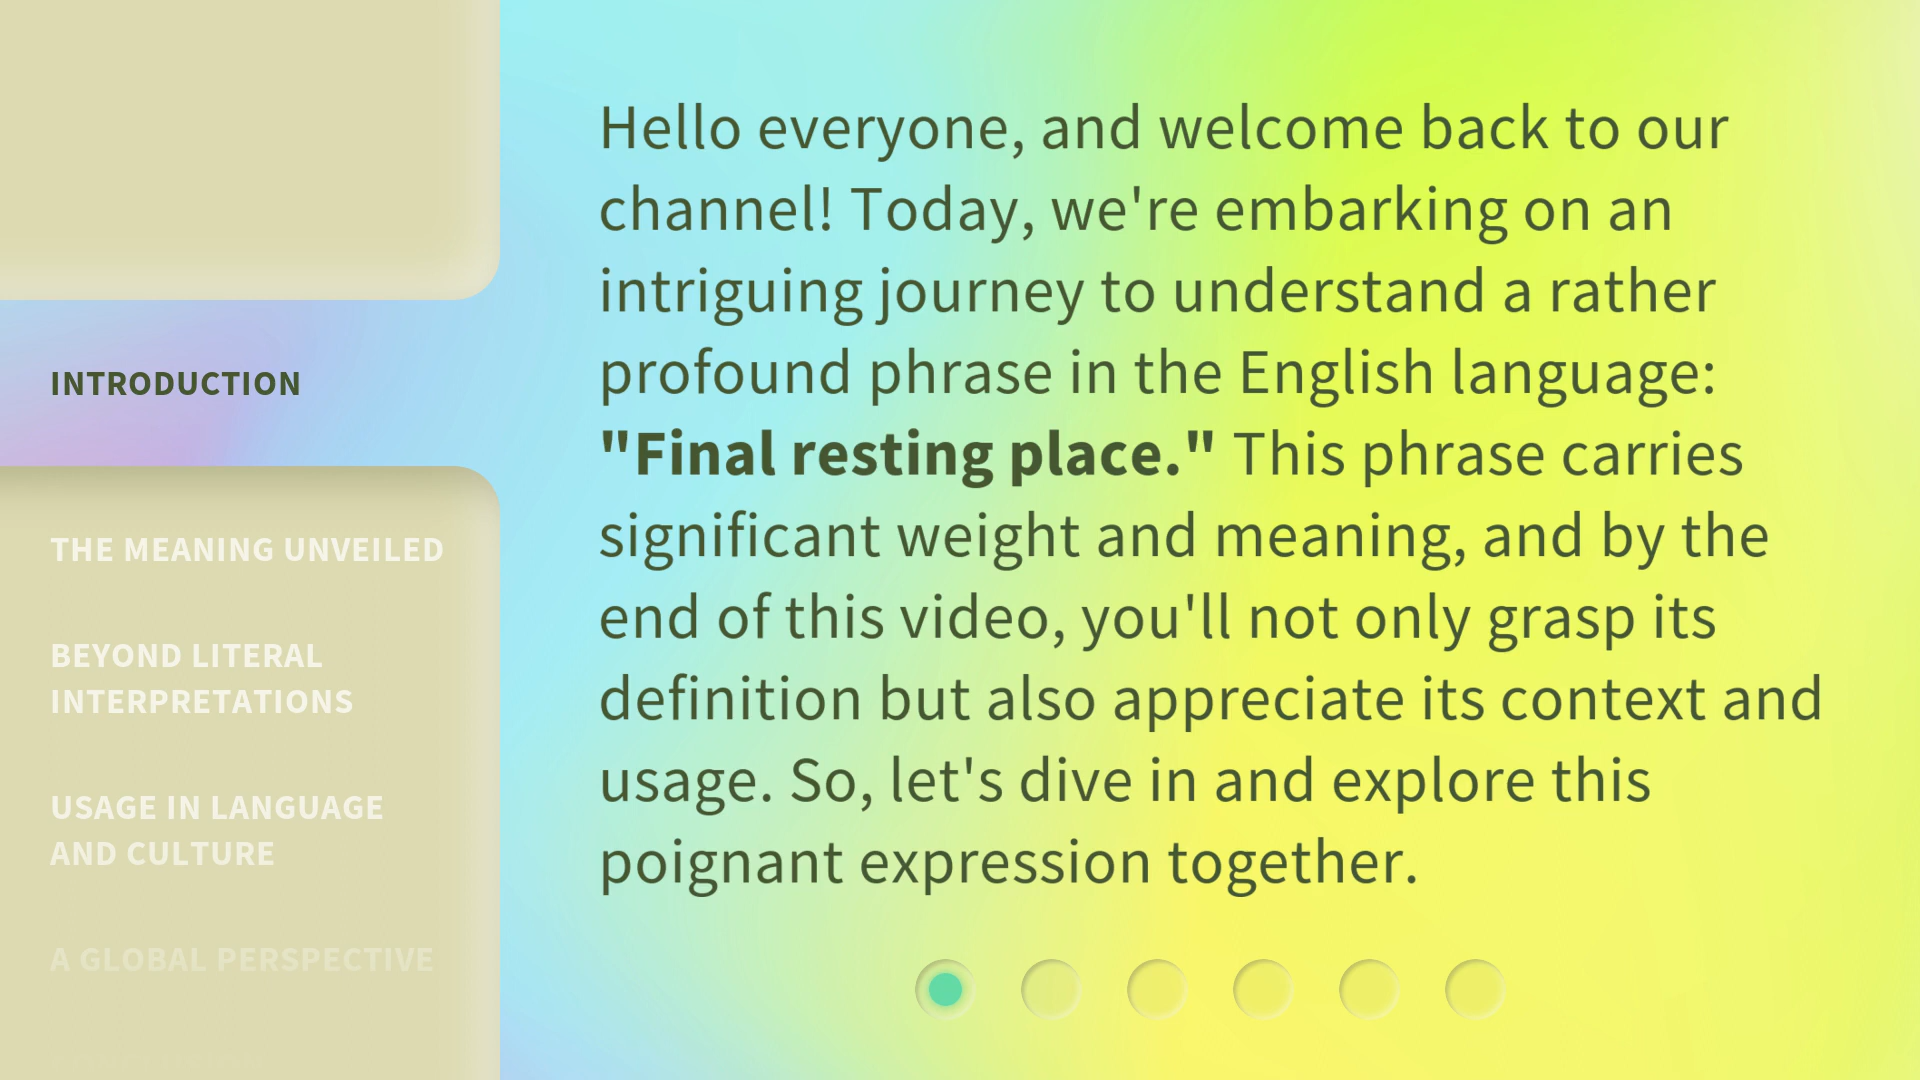 INTRODUCTION
THE MEANING UNVEILED
BEYOND LITERAL
INTERPRETATIONS
USAGE IN LANGUAGE
AND CULTURE
A GLOBAL PERSPECTIVE
Hello everyone, and welcome back to our
channel! Today, we're embarking on an
intriguing journey to understand a rather
profound phrase in the English language:
"Final resting place." This phrase carries
significant weight and meaning, and by the
end of this video, you'll not only grasp its
definition but also appreciate its context and
usage. So, let's dive in and explore this
poignant expression together.